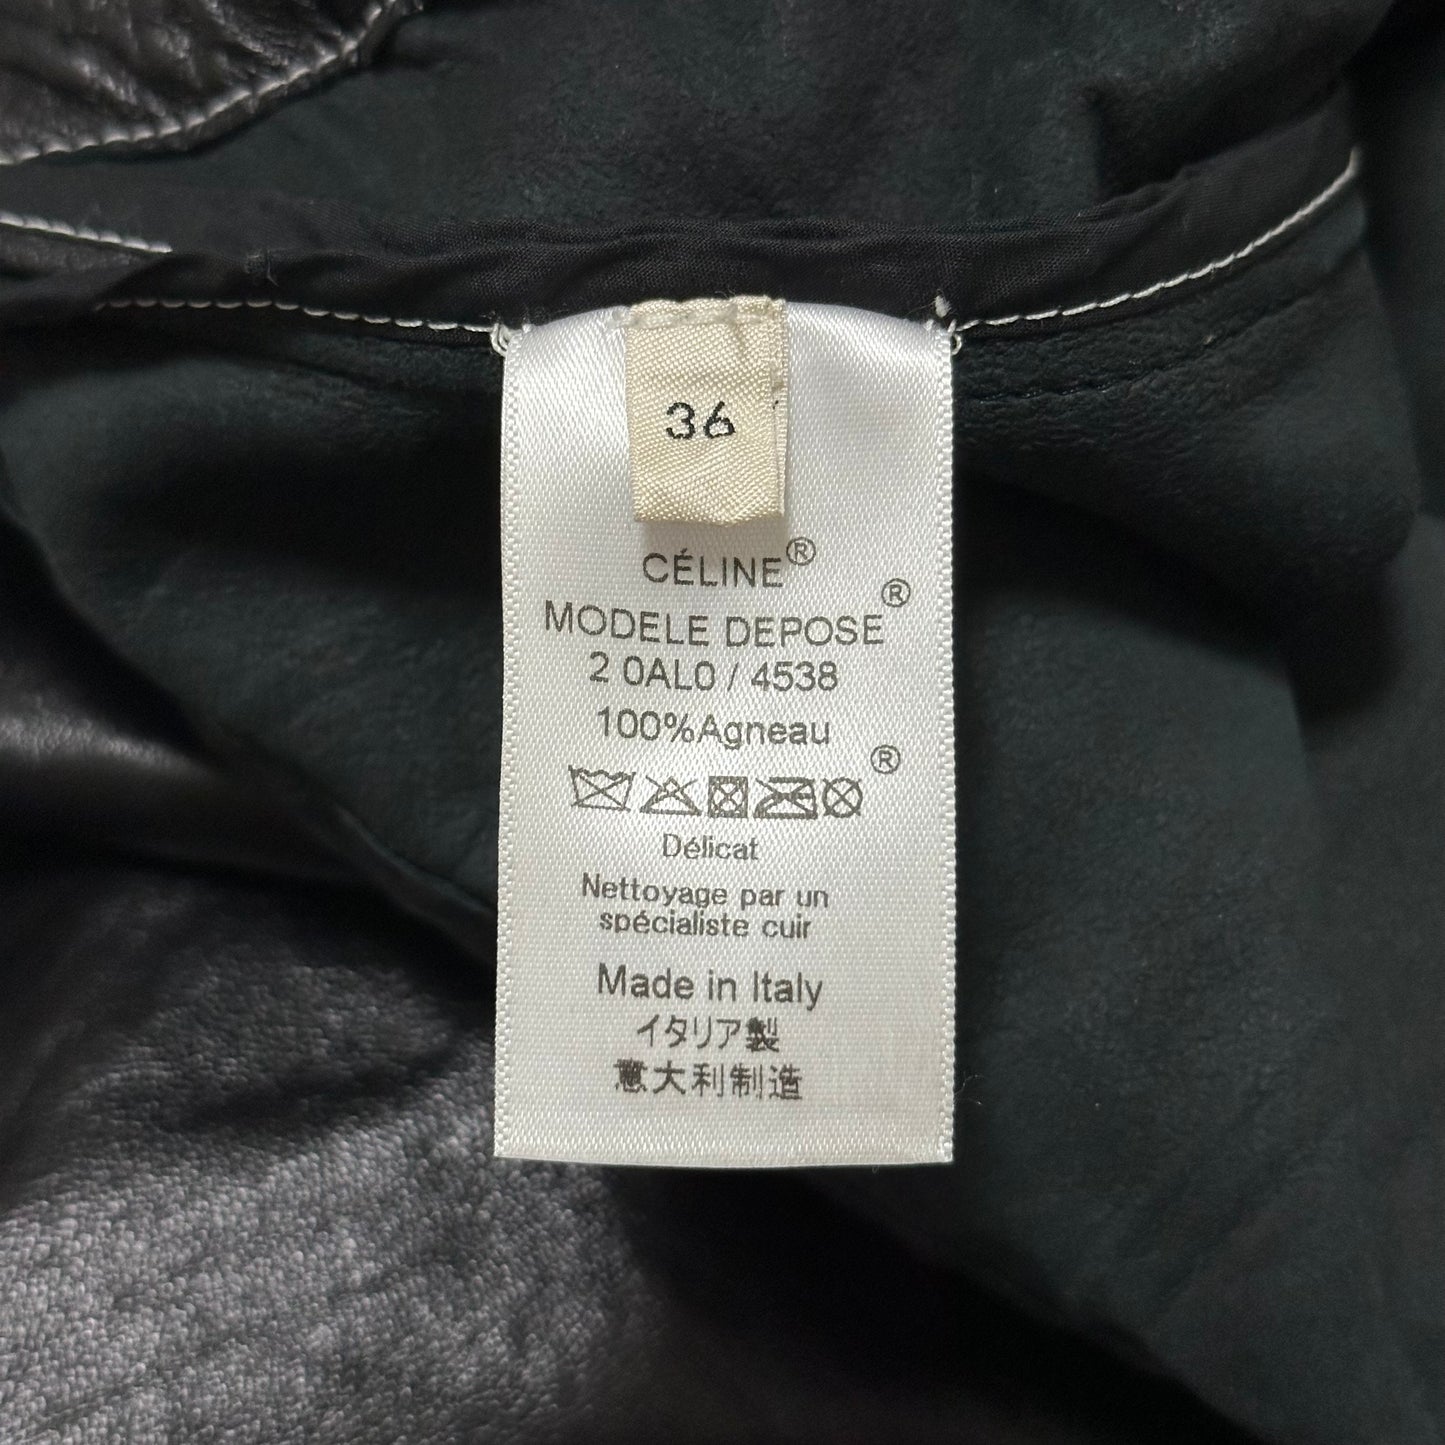 36
CÉLINE®
MODELE DEPOSE®
2 0AL0 / 4538
100%Agneau
®
Délicat
Nettoyage par un
spécialiste cuir
Made in Italy
イタリア製
意大利制造